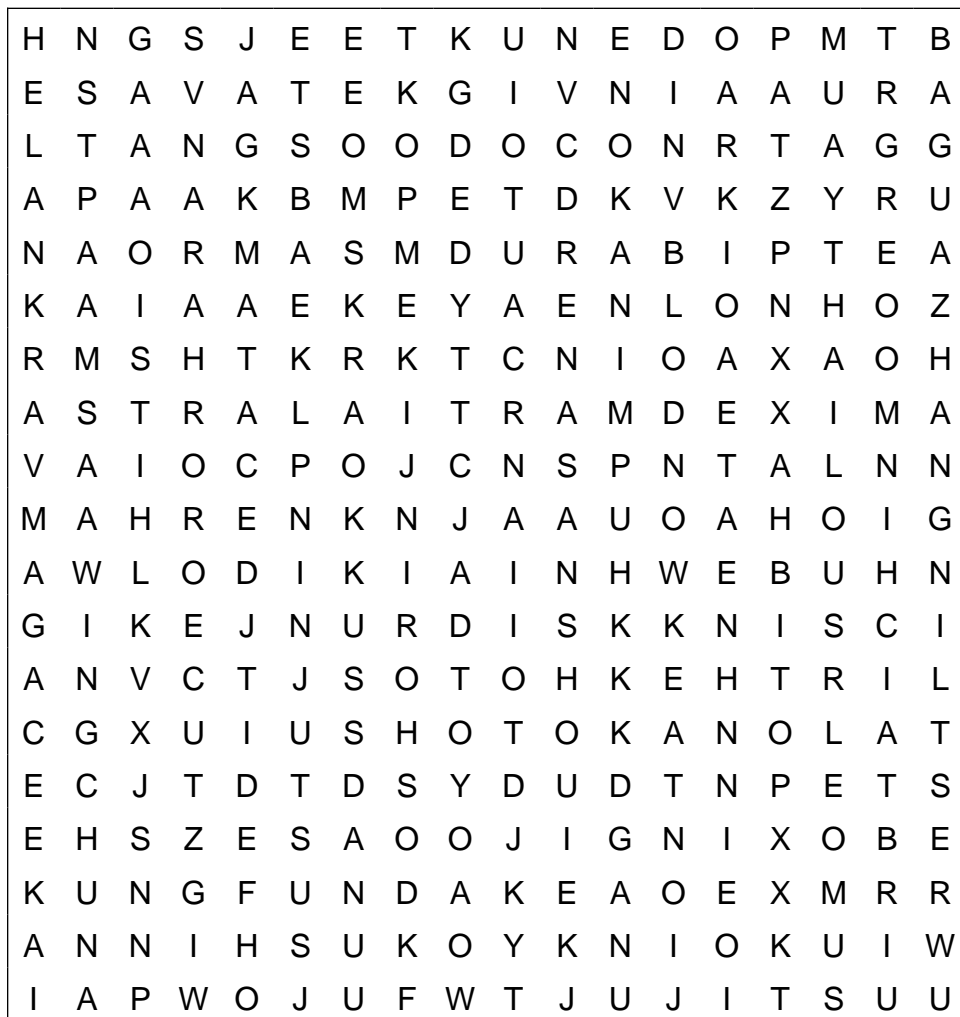 H N G S J E E T K U N E D O P M T B
E S A V A T E K G I V N I A A U R A
L T A N G S O O D O C O N R T A G G
A P A A K B M P E T D K V K Z Y R U
N A O R M A S M D U R A B I P T E A
K A I A A E K E Y A E N L O N H O Z
R M S H T K R K T C N I O A X A O H
A S T R A L A I T R A M D E X I M A
V A I O C P O J C N S P N T A L N N
M A H R E N K N J A A U O A H O I G
A W L O D I K I A I N H W E B U H N
G I K E J N U R D I S K K N I S C I
A N V C T J S O T O H K E H T R I L
C G X U I U S H O T O K A N O L A T
E C J T D T D S Y D U D T N P E T S
E H S Z E S A O O J I G N I X O B E
K U N G F U N D A K E A O E X M R R
A N N I H S U K O Y K N I O K U I W
I A P W O J U F W T J U J I T S U U